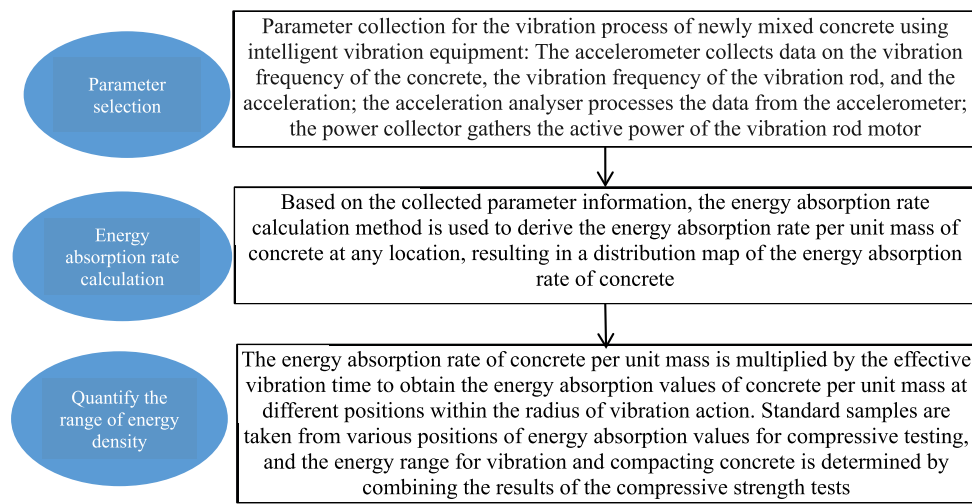 Parameter
selection
Parameter collection for the vibration process of newly mixed concrete using
intelligent vibration equipment: The accelerometer collects data on the vibration
frequency of the concrete, the vibration frequency of the vibration rod, and the
acceleration; the acceleration analyser processes the data from the accelerometer;
the power collector gathers the active power of the vibration rod motor
Energy
absorption rate
calculation
Based on the collected parameter information, the energy absorption rate
calculation method is used to derive the energy absorption rate per unit mass of
concrete at any location, resulting in a distribution map of the energy absorption
rate of concrete
Quantify the
range of energy
density
The energy absorption rate of concrete per unit mass is multiplied by the effective
vibration time to obtain the energy absorption values of concrete per unit mass at
different positions within the radius of vibration action. Standard samples are
taken from various positions of energy absorption values for compressive testing,
and the energy range for vibration and compacting concrete is determined by
combining the results of the compressive strength tests